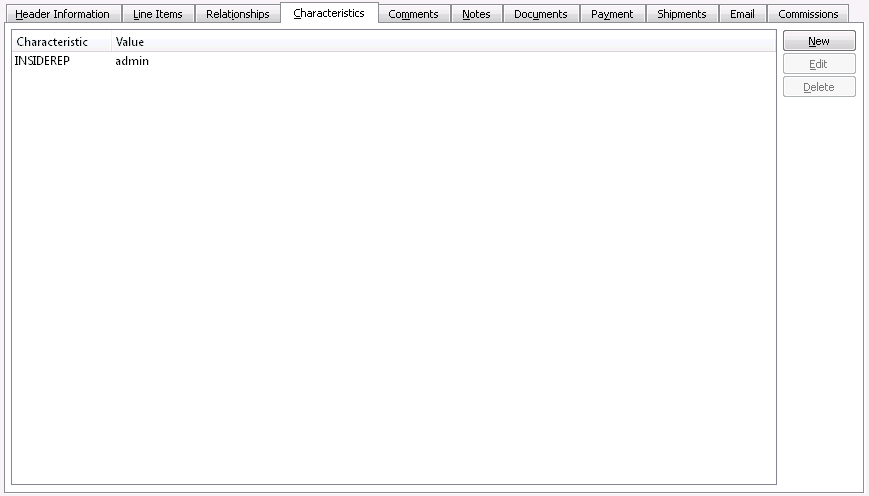 Header Information Line Items Relationships Characteristics Comments Notes Documents Payment Shipments Email Commissions
Characteristic Value
New
INSIDEREP admin
Edit
Delete